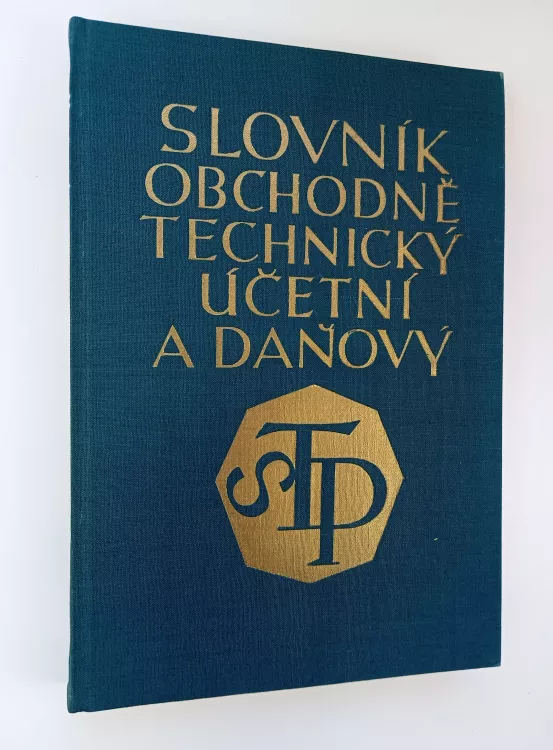 SLOVNÍK
OBCHODNĚ
TECHNICKÝ
ÚČETNÍ
A DAŇOVÝ
STP